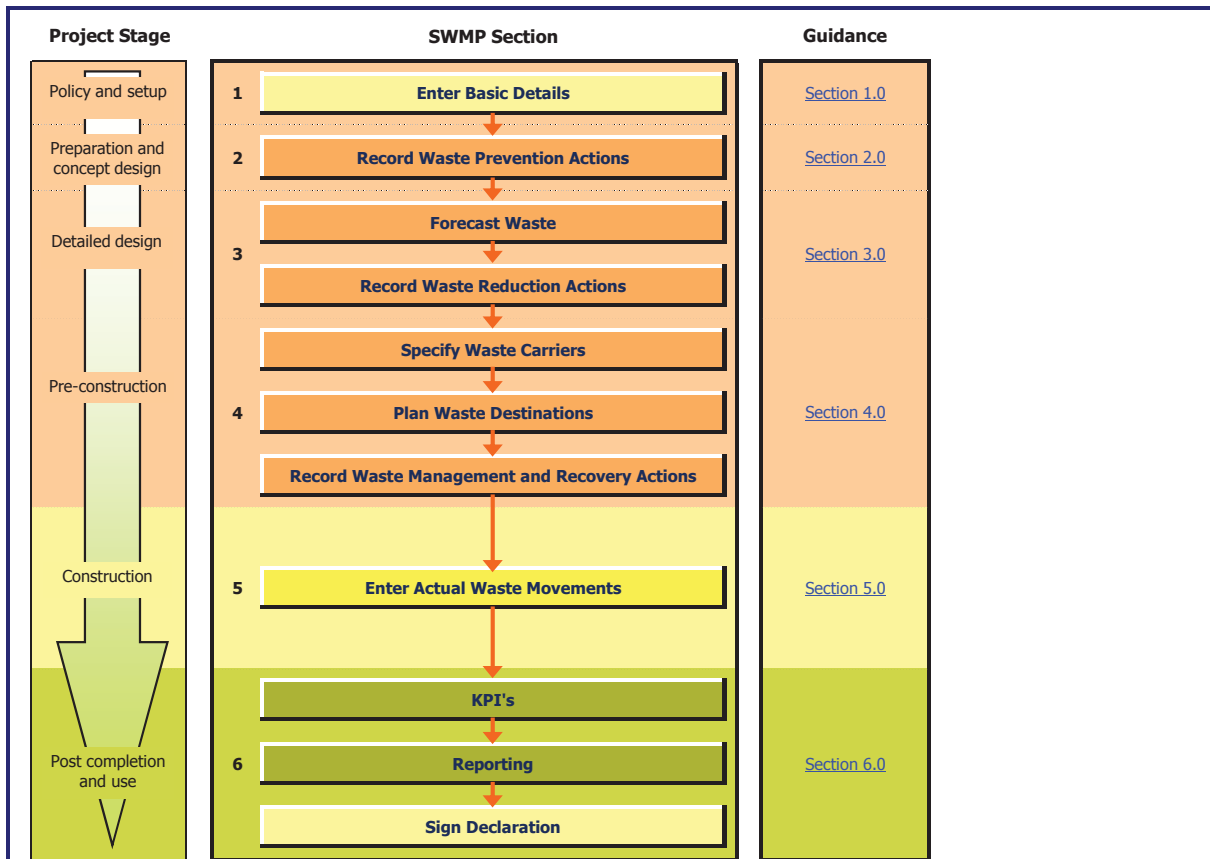 Project Stage
SWMP Section
Guidance
Policy and setup
1
Enter Basic Details
Section 1.0
Preparation and
concept design
2
Record Waste Prevention Actions
Section 2.0
Detailed design
3
Forecast Waste
Record Waste Reduction Actions
Section 3.0
Pre-construction
4
Specify Waste Carriers
Plan Waste Destinations
Record Waste Management and Recovery Actions
Section 4.0
Construction
5
Enter Actual Waste Movements
Section 5.0
Post completion
and use
6
KPI's
Reporting
Sign Declaration
Section 6.0